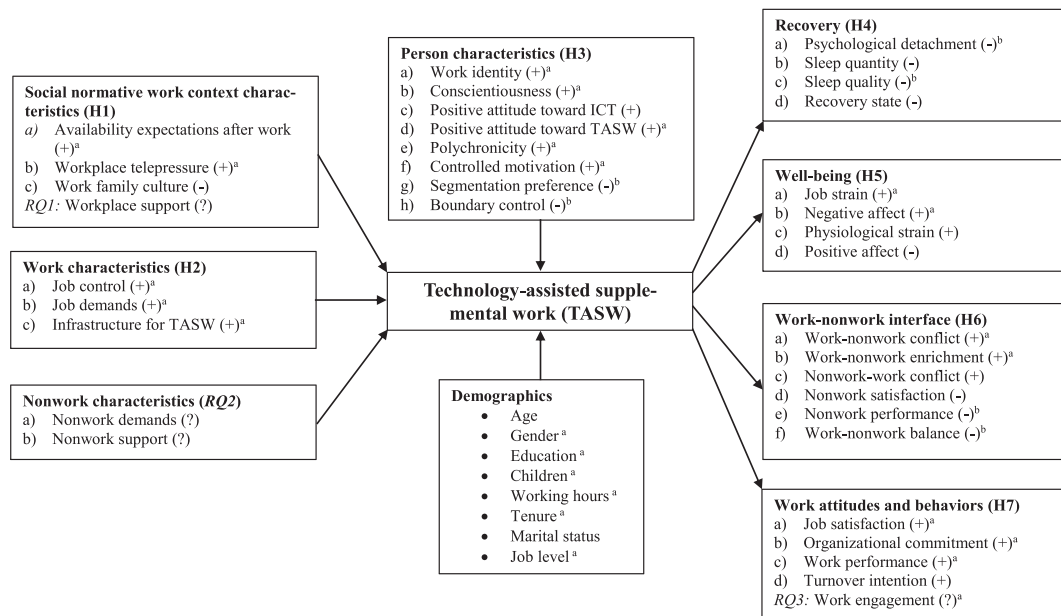 Social normative work context charac-
teristics (H1)
a) Availability expectations after work
(+)ᵃ
b) Workplace telepressure (+)ᵃ
c) Work family culture (-)
RQ1: Workplace support (?)
Work characteristics (H2)
a) Job control (+)ᵃ
b) Job demands (+)ᵃ
c) Infrastructure for TASW (+)ᵃ
Nonwork characteristics (RQ2)
a) Nonwork demands (?)
b) Nonwork support (?)
Person characteristics (H3)
a) Work identity (+)ᵃ
b) Conscientiousness (+)ᵃ
c) Positive attitude toward ICT (+)
d) Positive attitude toward TASW (+)ᵃ
e) Polychronicity (+)ᵃ
f) Controlled motivation (+)ᵃ
g) Segmentation preference (-)ᵇ
h) Boundary control (-)ᵇ
Technology-assisted supple-
mental work (TASW)
Demographics
• Age
• Gender ᵃ
• Education ᵃ
• Children ᵃ
• Working hours ᵃ
• Tenure ᵃ
• Marital status
• Job level ᵃ
Recovery (H4)
a) Psychological detachment (-)ᵇ
b) Sleep quantity (-)
c) Sleep quality (-)ᵇ
d) Recovery state (-)
Well-being (H5)
a) Job strain (+)ᵃ
b) Negative affect (+)ᵃ
c) Physiological strain (+)
d) Positive affect (-)
Work-nonwork interface (H6)
a) Work-nonwork conflict (+)ᵃ
b) Work-nonwork enrichment (+)ᵃ
c) Nonwork-work conflict (+)
d) Nonwork satisfaction (-)
e) Nonwork performance (-)ᵇ
f) Work-nonwork balance (-)ᵇ
Work attitudes and behaviors (H7)
a) Job satisfaction (+)ᵃ
b) Organizational commitment (+)ᵃ
c) Work performance (+)ᵃ
d) Turnover intention (+)
RQ3: Work engagement (?)ᵃ